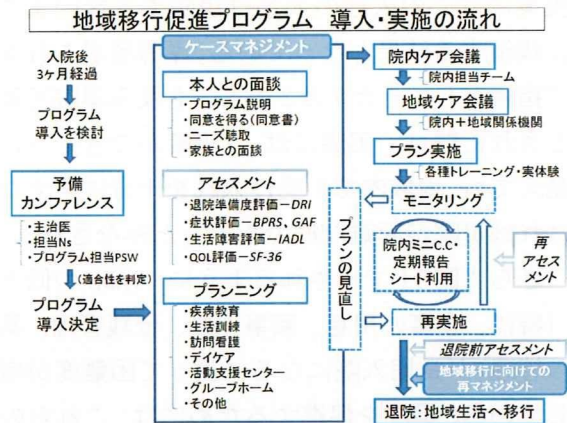 地域移行促進プログラム 導入・実施の流れ
入院後
3ヶ月経過
プログラム
導入を検討
予備
カンファレンス
・主治医
・担当Ns
・プログラム担当PSW
(適合性を判定)
プログラム
導入決定
ケースマネジメント
本人との面談
・プログラム説明
・同意を得る(同意書)
・ニーズ聴取
・家族との面談
アセスメント
・退院準備度評価－DRI
・症状評価－BPRS、GAF
・生活障害評価－IADL
・QOL評価－SF-36
プランニング
・疾病教育
・生活訓練
・訪問看護
・デイケア
・活動支援センター
・グループホーム
・その他
プランの見直し
院内ケア会議
院内担当チーム
地域ケア会議
院内＋地域関係機関
プラン実施
各種トレーニング・実体験
モニタリング
院内ミニC.C・
定期報告
シート利用
再
アセス
メント
再実施
退院前アセスメント
地域移行に向けての
再マネジメント
退院：地域生活へ移行